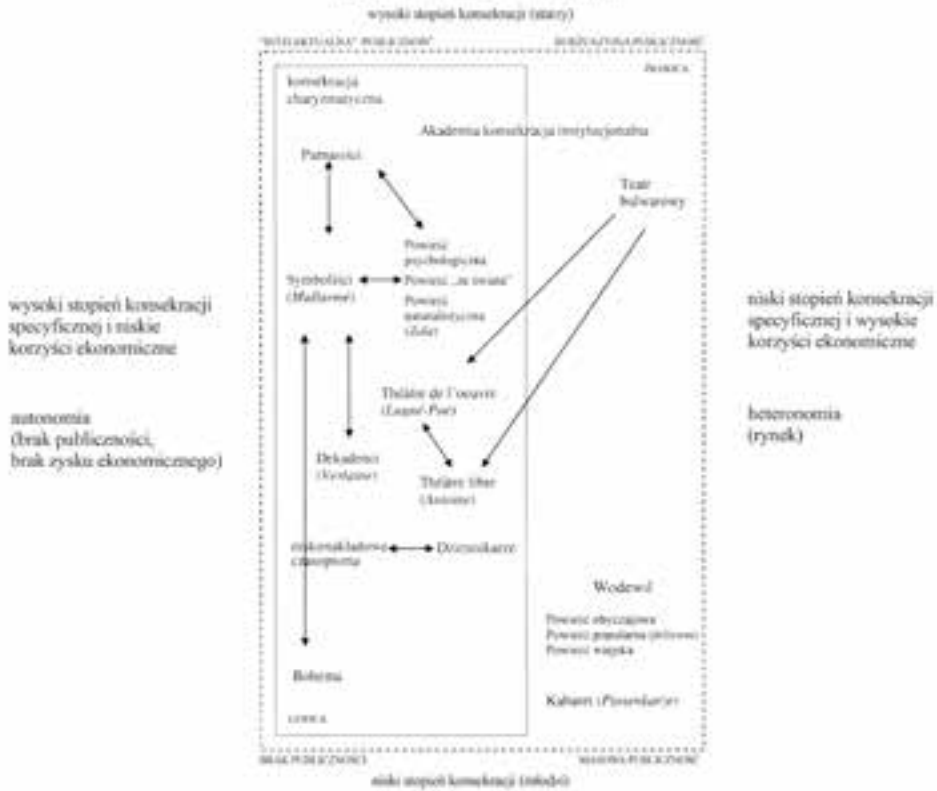 wysoki stopień konsekracji (starzy)
"INTELEKTUALNA" PUBLICZNOŚĆ
BURŻUAZYJNA PUBLICZNOŚĆ
PRAWICA
konsekracja
charyzmatyczna
Akademia konsekracja instytucjonalna
Parnasiści
Teatr
bulwarowy
Powieść
psychologiczna
Symboliści
(Mallarmé)
Powieść „ze świata”
Powieść
naturalistyczna
(Zola)
wysoki stopień konsekracji
specyficznej i niskie
korzyści ekonomiczne
niski stopień konsekracji
specyficznej i wysokie
korzyści ekonomiczne
Théâtre de l'oeuvre
(Lugné-Poe)
autonomia
(brak publiczności,
brak zysku ekonomicznego)
heteronomia
(rynek)
Dekadenci
(Verlaine)
Théâtre libre
(Antoine)
niskonakładowe
czasopisma
Dziennikarze
Wodewil
Powieść obyczajowa
Powieść popularna
Powieść wiejska
Bohema
Kabaret
LEWICA
BRAK PUBLICZNOŚCI
MASOWA PUBLICZNOŚĆ
niski stopień konsekracji (młodzi)